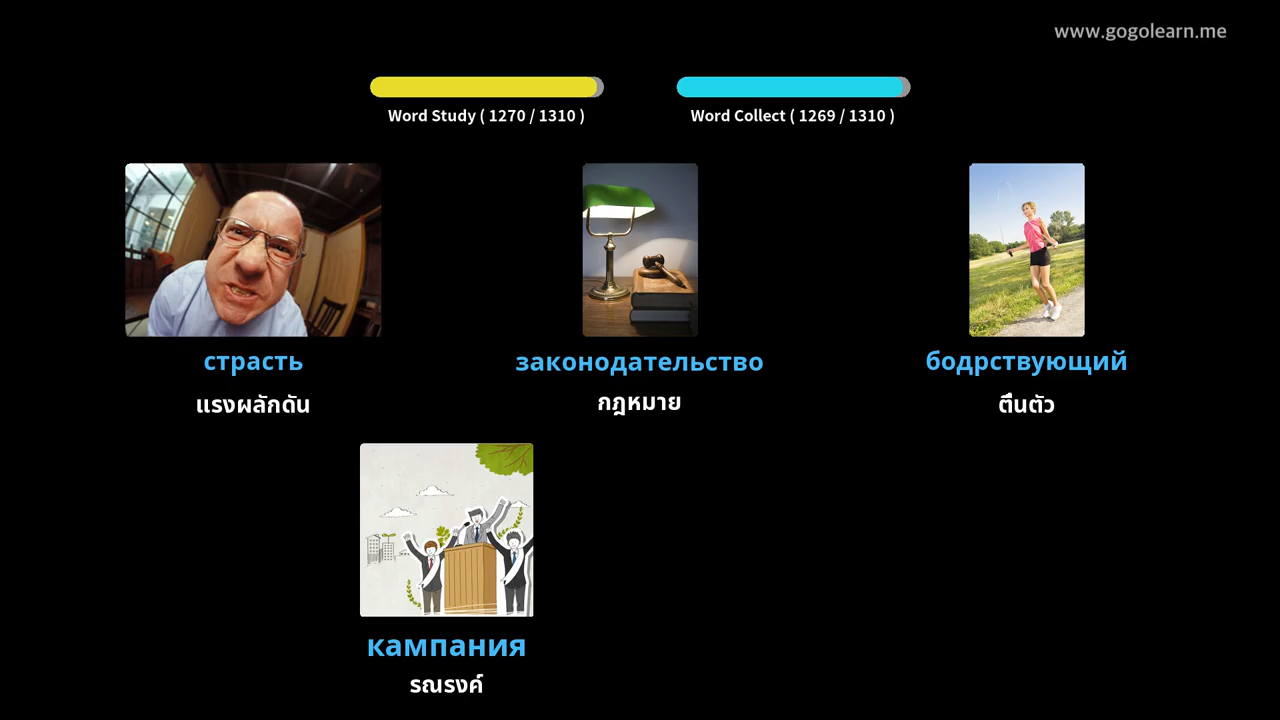 www.gogolearn.me
Word Study ( 1270 / 1310 )
Word Collect ( 1269 / 1310 )
страсть
законодательство
бодрствующий
แรงผลักดัน
กฎหมาย
ตื่นตัว
кампания
รณรงค์